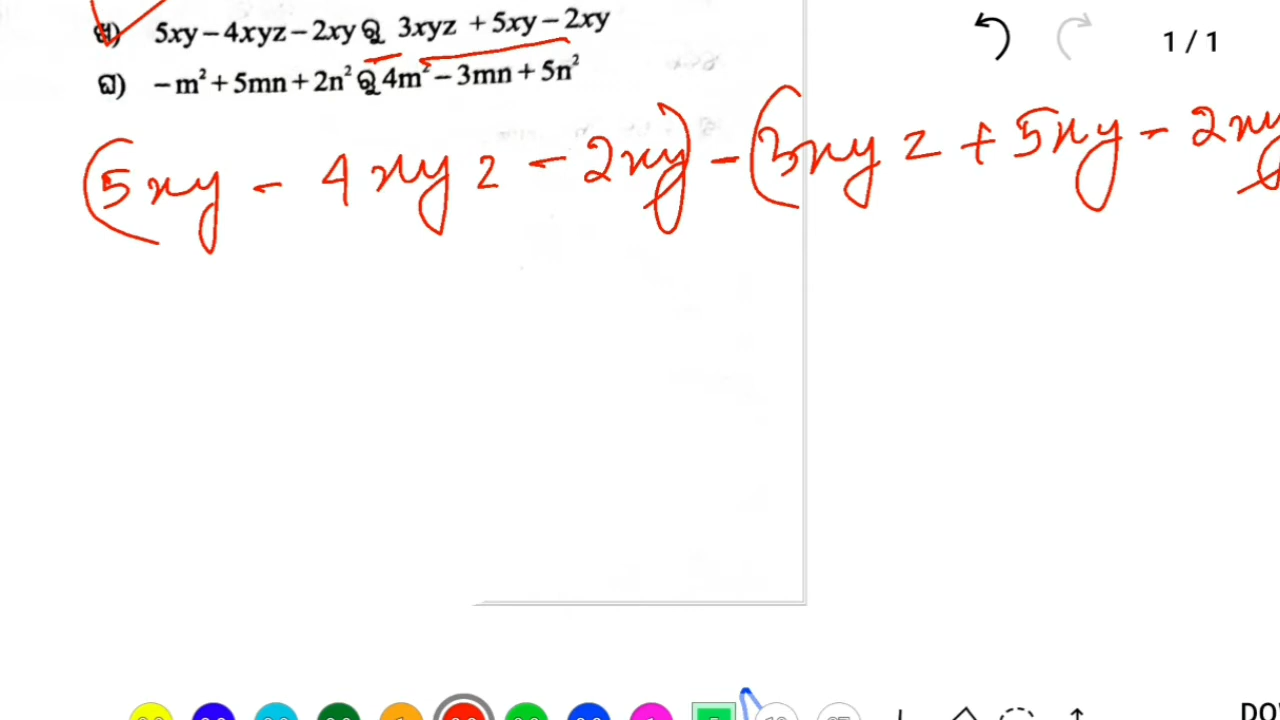 5xy – 4xyz – 2xy ରୁ 3xyz + 5xy – 2xy
ଘ) – m² + 5mn + 2n² ରୁ 4m² – 3mn + 5n²
(5xy - 4xyz - 2xy) - (3xyz + 5xy - 2xy
1 / 1